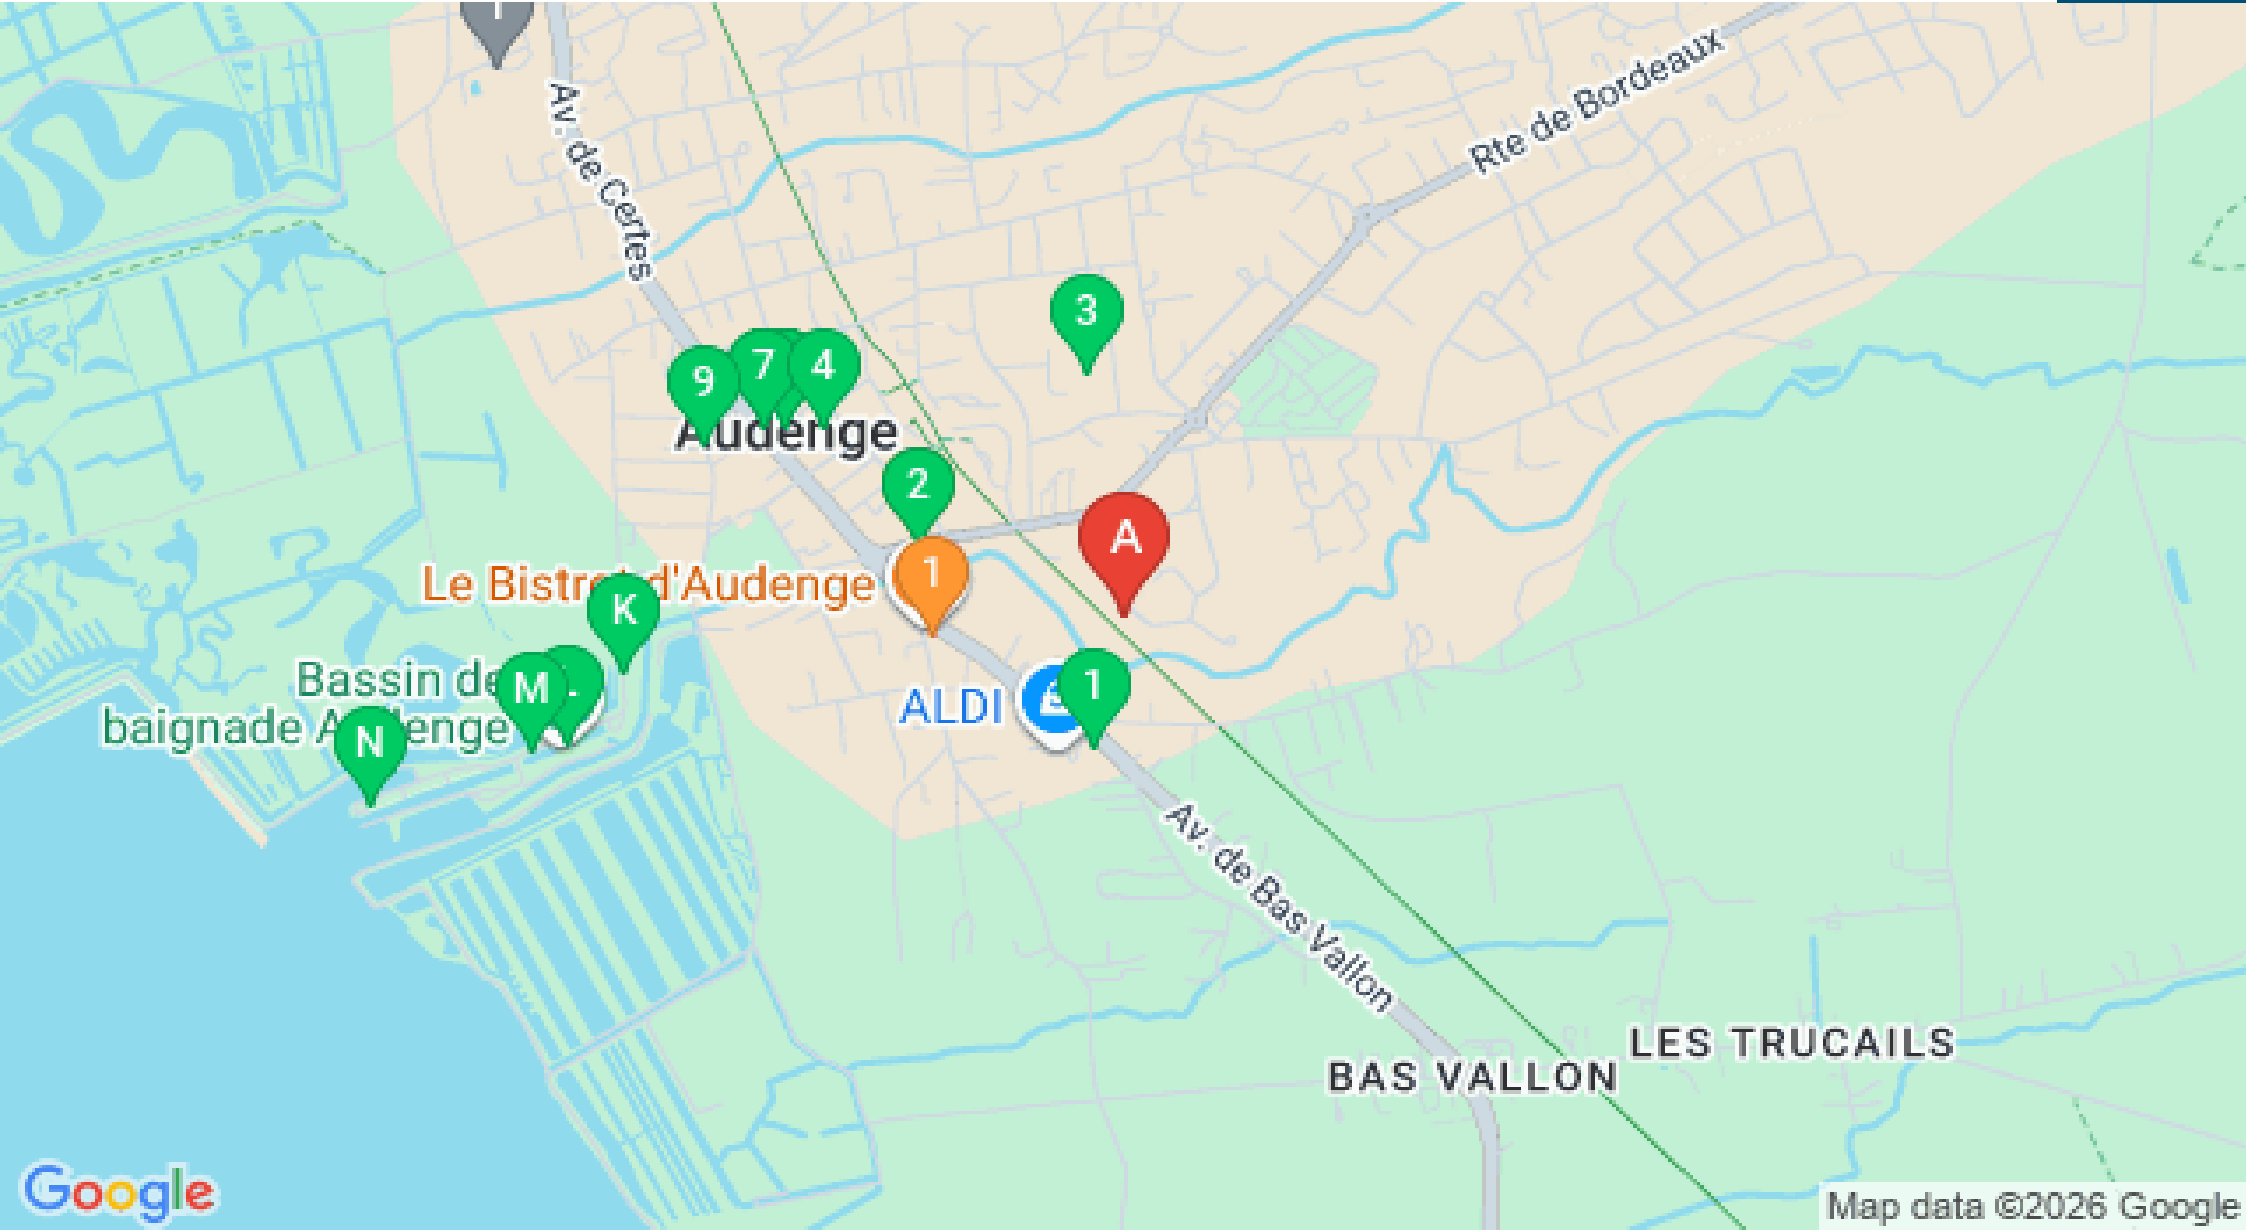 Av. de Certes
Rte de Bordeaux
3
9
7
4
Audenge
2
A
1
Le Bistrot d'Audenge
K
Bassin de
baignade Audenge
M
L
N
ALDI
1
Av. de Bas Vallon
LES TRUCAILS
BAS VALLON
Google
Map data ©2026 Google